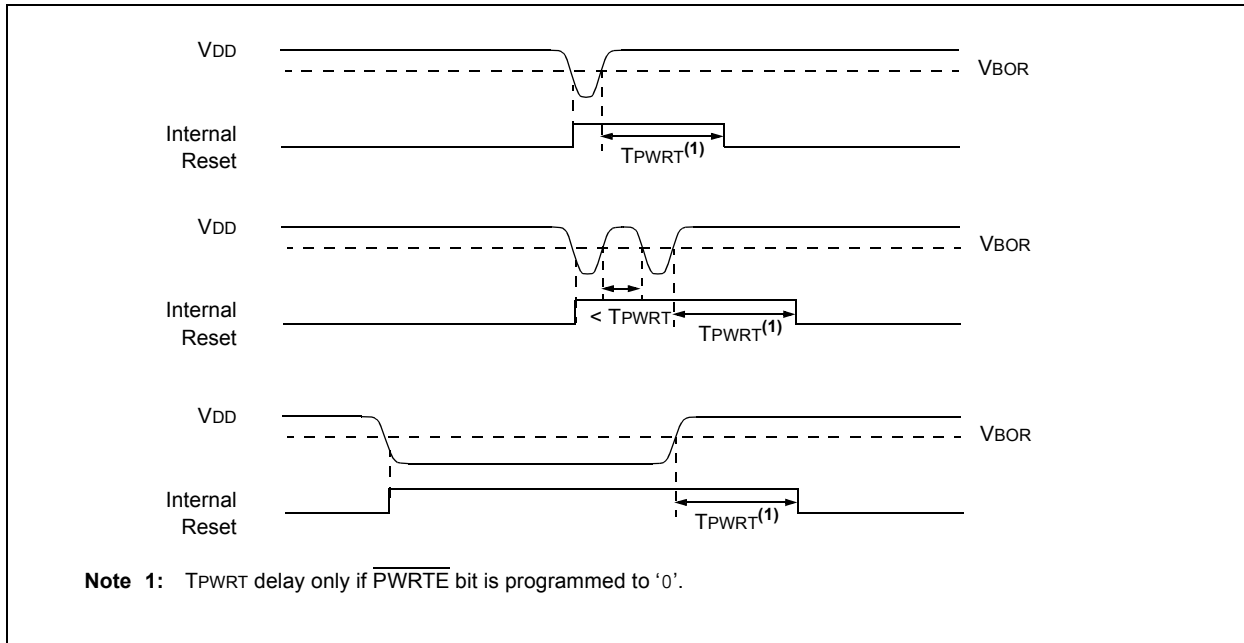 VDD
VBOR
Internal
Reset
TPWRT(1)
VDD
VBOR
Internal
Reset
< TPWRT
TPWRT(1)
VDD
VBOR
Internal
Reset
TPWRT(1)
Note 1: TPWRT delay only if PWRTE bit is programmed to ‘0’.